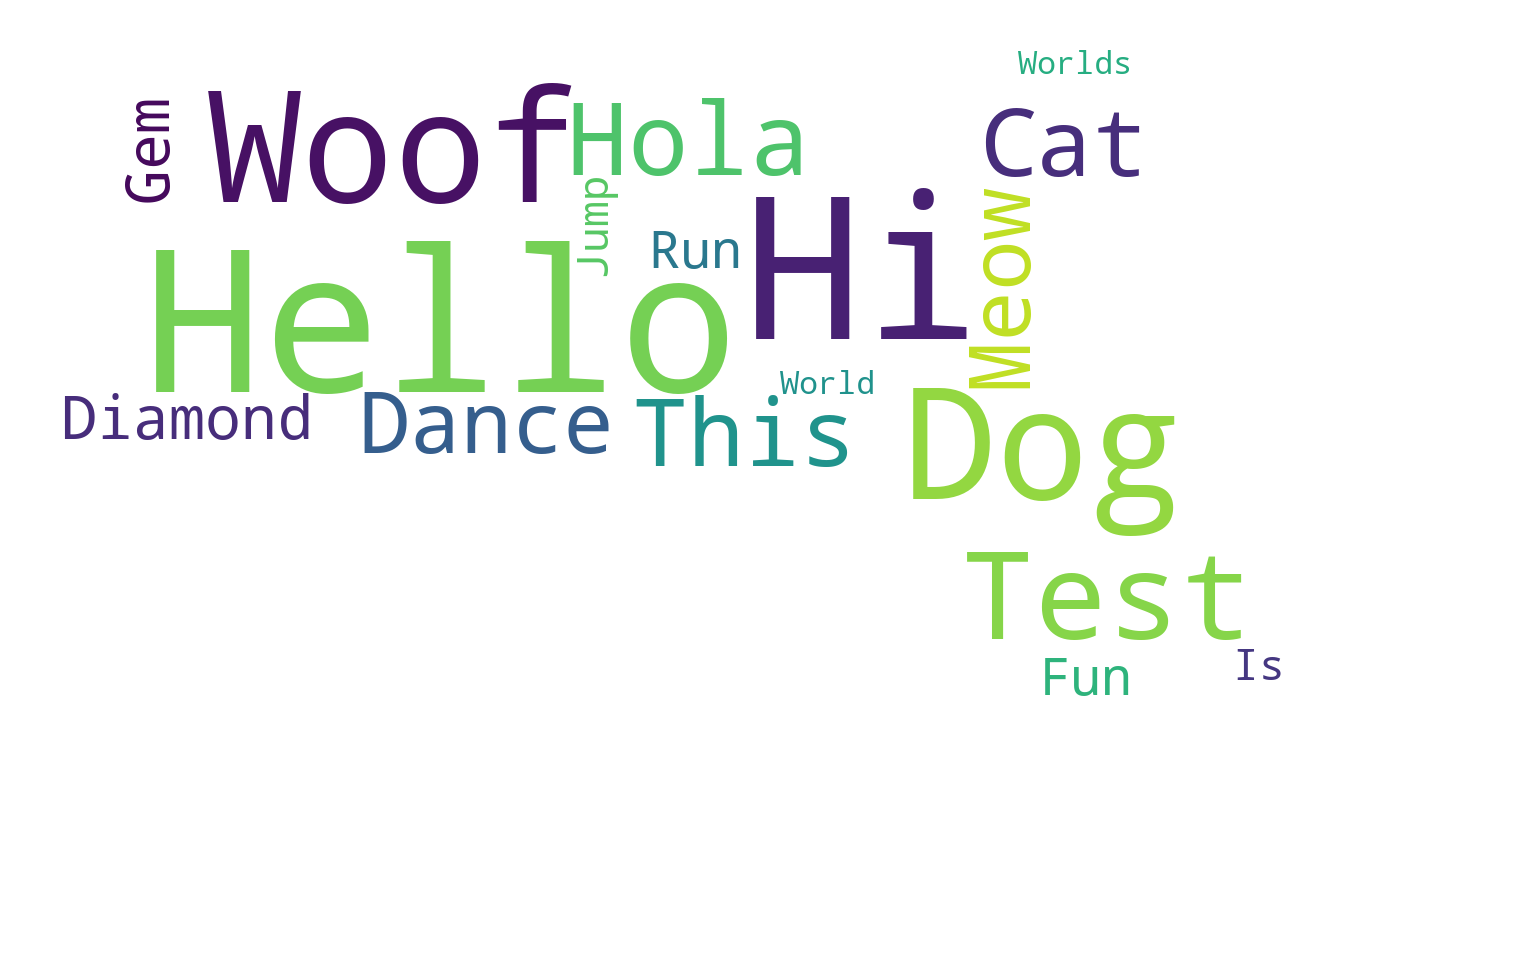 Worlds
Gem
Woof
Hola
Cat
Jump
Run
Hi
Meow
Hello
World
Diamond
Dance
This
Dog
Test
Fun
Is